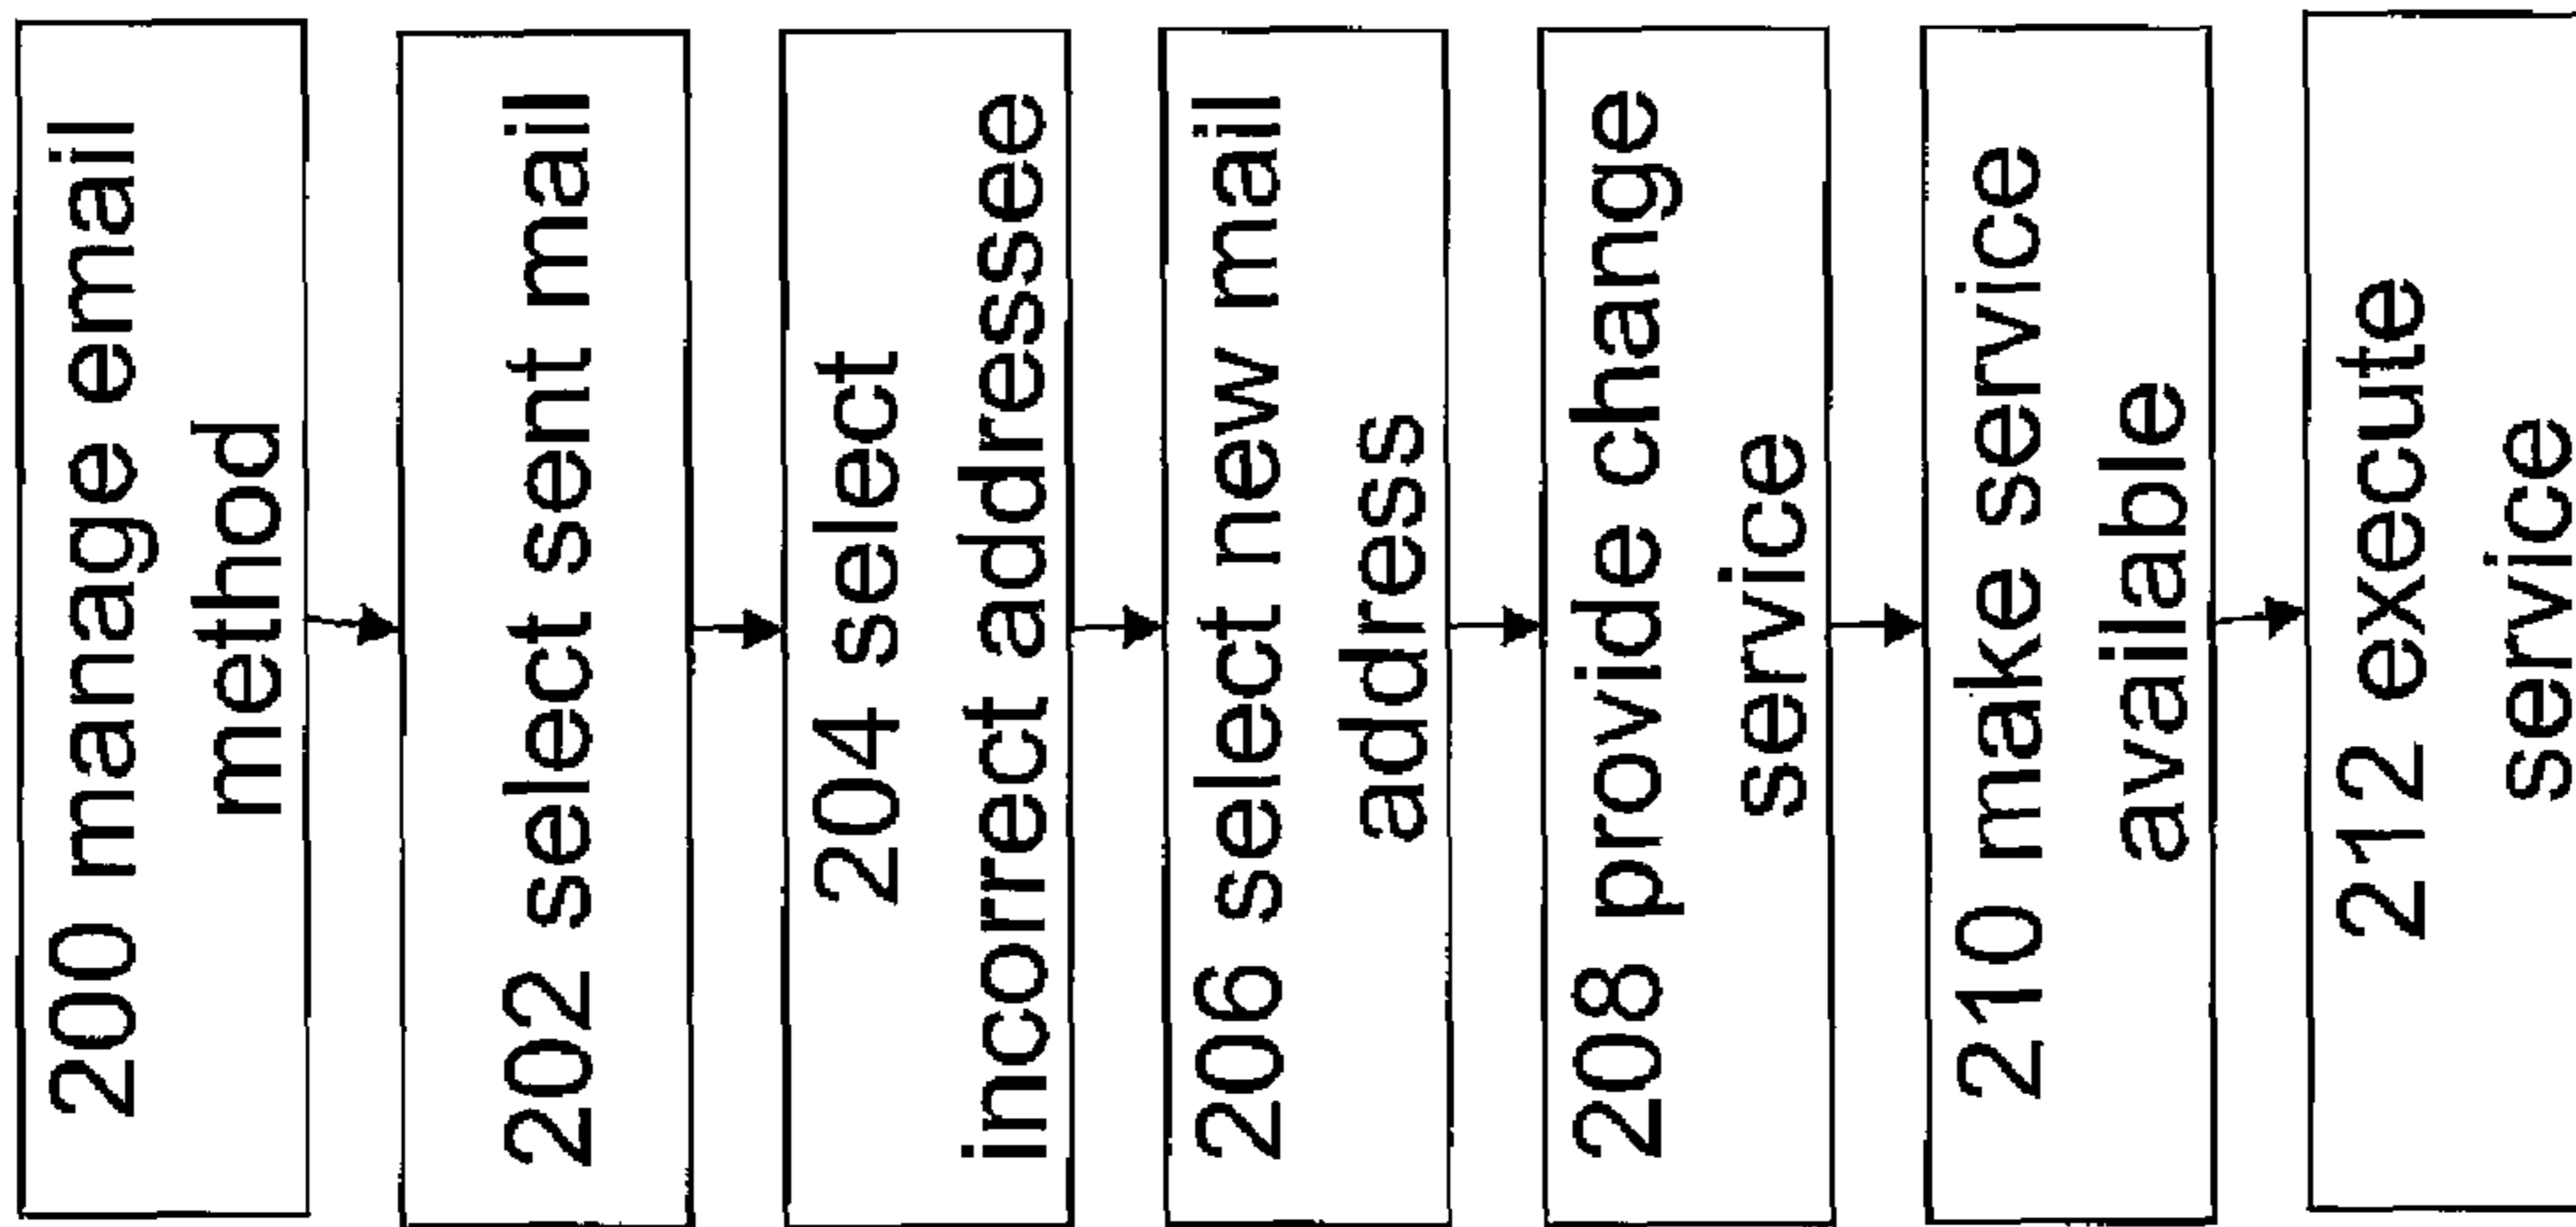 200 manage email
method
202 select sent mail
204 select
incorrect addressee
206 select new mail
address
208 provide change
service
210 make service
available
212 execute
service